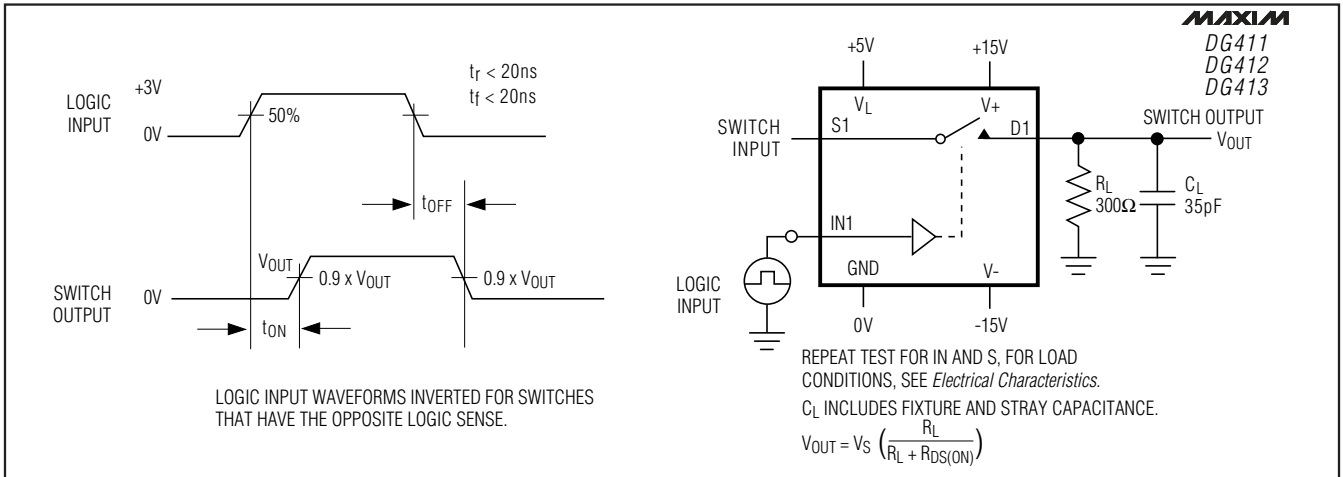 LOGIC
INPUT
+3V
0V
50%
tr < 20ns
tf < 20ns
tOFF
VOUT
0.9 x VOUT
0.9 x VOUT
SWITCH
OUTPUT
0V
tON
LOGIC INPUT WAVEFORMS INVERTED FOR SWITCHES
THAT HAVE THE OPPOSITE LOGIC SENSE.
MAXIM
DG411
DG412
DG413
+5V
+15V
VL
V+
SWITCH
INPUT
S1
D1
SWITCH OUTPUT
VOUT
RL
300Ω
CL
35pF
IN1
LOGIC
INPUT
GND
V-
0V
-15V
REPEAT TEST FOR IN AND S, FOR LOAD
CONDITIONS, SEE Electrical Characteristics.
CL INCLUDES FIXTURE AND STRAY CAPACITANCE.
VOUT = VS (RL / RL + RDS(ON))